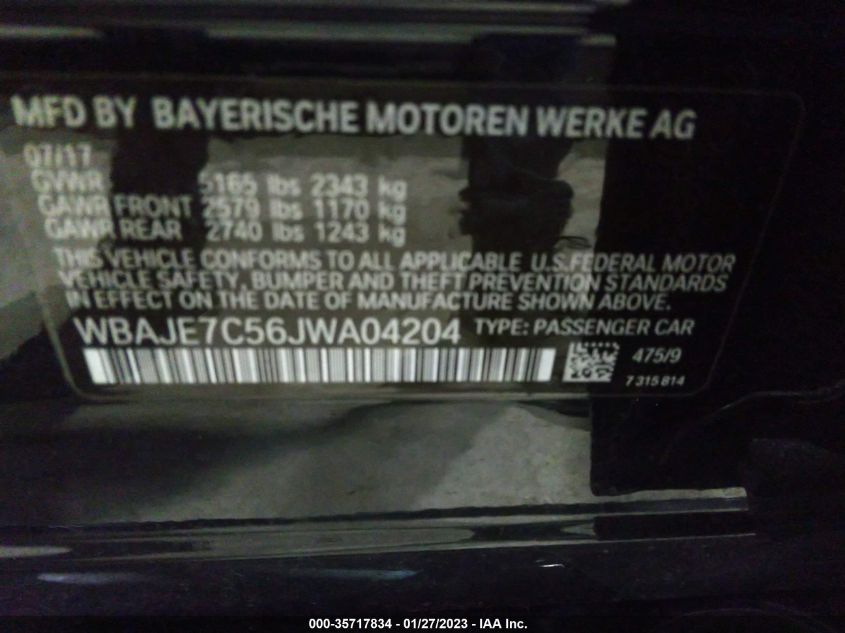 MFD BY BAYERISCHE MOTOREN WERKE AG
07/17
GVWR 5165 lbs 2343 kg
GAWR FRONT 2579 lbs 1170 kg
GAWR REAR 2740 lbs 1243 kg
THIS VEHICLE CONFORMS TO ALL APPLICABLE U.S.FEDERAL MOTOR
VEHICLE SAFETY, BUMPER AND THEFT PREVENTION STANDARDS
IN EFFECT ON THE DATE OF MANUFACTURE SHOWN ABOVE.
WBAJE7C56JWA04204 TYPE: PASSENGER CAR
475/9
7 315 814
000-35717834 - 01/27/2023 - IAA Inc.